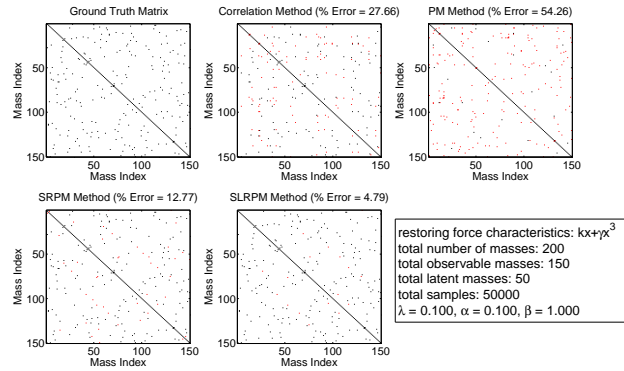 Ground Truth Matrix
Correlation Method (% Error = 27.66)
PM Method (% Error = 54.26)
Mass Index
50
100
150
50
100
150
Mass Index
Mass Index
50
100
150
50
100
150
Mass Index
Mass Index
50
100
150
50
100
150
Mass Index
SRPM Method (% Error = 12.77)
SLRPM Method (% Error = 4.79)
Mass Index
50
100
150
50
100
150
Mass Index
Mass Index
50
100
150
50
100
150
Mass Index
restoring force characteristics: kx+γx³
total number of masses: 200
total observable masses: 150
total latent masses: 50
total samples: 50000
λ = 0.100, α = 0.100, β = 1.000